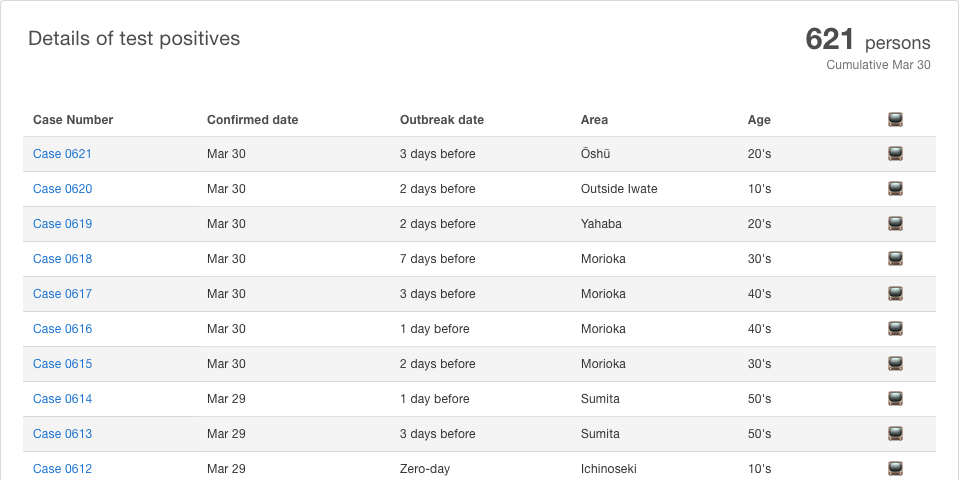 Details of test positives
621 persons
Cumulative Mar 30
Case Number Confirmed date Outbreak date Area Age
Case 0621 Mar 30 3 days before Ōshū 20's
Case 0620 Mar 30 2 days before Outside Iwate 10's
Case 0619 Mar 30 2 days before Yahaba 20's
Case 0618 Mar 30 7 days before Morioka 30's
Case 0617 Mar 30 3 days before Morioka 40's
Case 0616 Mar 30 1 day before Morioka 40's
Case 0615 Mar 30 2 days before Morioka 30's
Case 0614 Mar 29 1 day before Sumita 50's
Case 0613 Mar 29 3 days before Sumita 50's
Case 0612 Mar 29 Zero-day Ichinoseki 10's